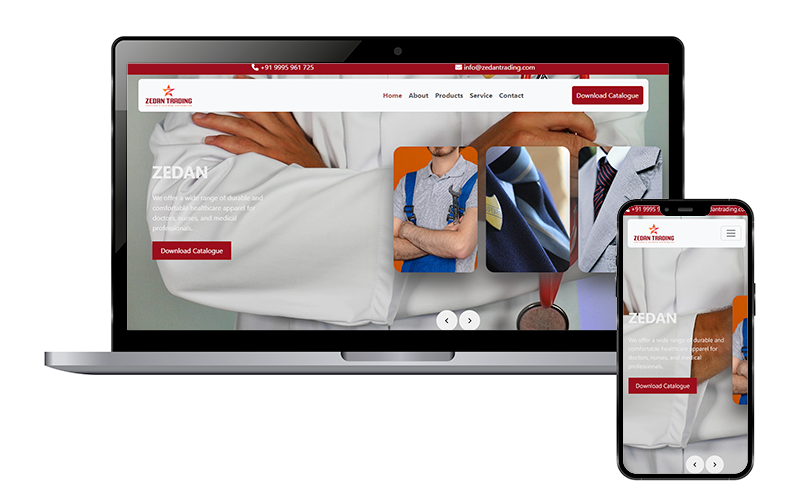 +91 9995 961 725
info@zedantrading.com
ZEDAN TRADING
Home About Products Service Contact
Download Catalogue
ZEDAN
We offer a wide range of durable and
comfortable healthcare apparel for
doctors, nurses, and medical
professionals.
Download Catalogue
+91 9995
dantrading.co
ZEDAN TRADING
ZEDAN
We offer a wide range of durable and
comfortable healthcare apparel for
doctors, nurses, and medical
professionals.
Download Catalogue